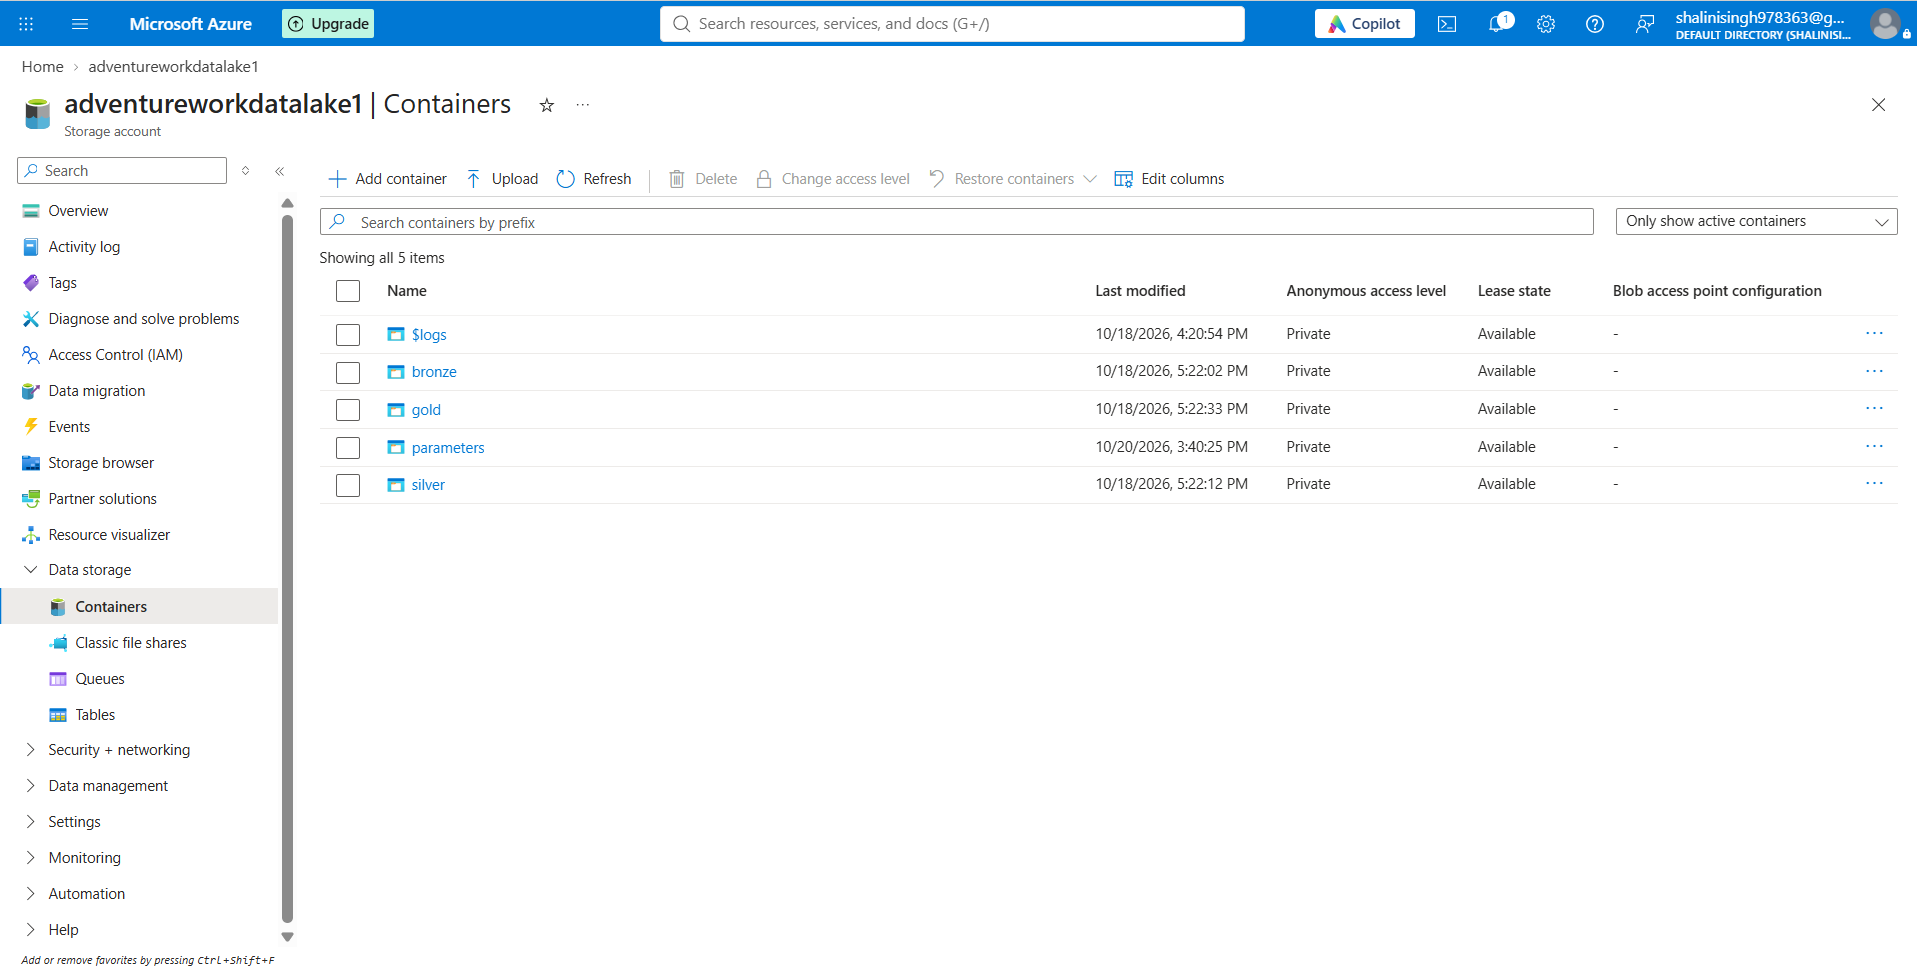 Microsoft Azure
Upgrade
Search resources, services, and docs (G+/)
Copilot
1
shalinisingh978363@g...
DEFAULT DIRECTORY (SHALINISI...
Home > adventureworkdatalake1
adventureworkdatalake1 | Containers
Storage account
Search
Add container
Upload
Refresh
Delete
Change access level
Restore containers
Edit columns
Overview
Activity log
Tags
Diagnose and solve problems
Access Control (IAM)
Data migration
Events
Storage browser
Partner solutions
Resource visualizer
Data storage
Containers
Classic file shares
Queues
Tables
Security + networking
Data management
Settings
Monitoring
Automation
Help
Add or remove favorites by pressing Ctrl+Shift+F
Search containers by prefix
Only show active containers
Showing all 5 items
Name Last modified Anonymous access level Lease state Blob access point configuration
$logs 10/18/2026, 4:20:54 PM Private Available -
bronze 10/18/2026, 5:22:02 PM Private Available -
gold 10/18/2026, 5:22:33 PM Private Available -
parameters 10/20/2026, 3:40:25 PM Private Available -
silver 10/18/2026, 5:22:12 PM Private Available -